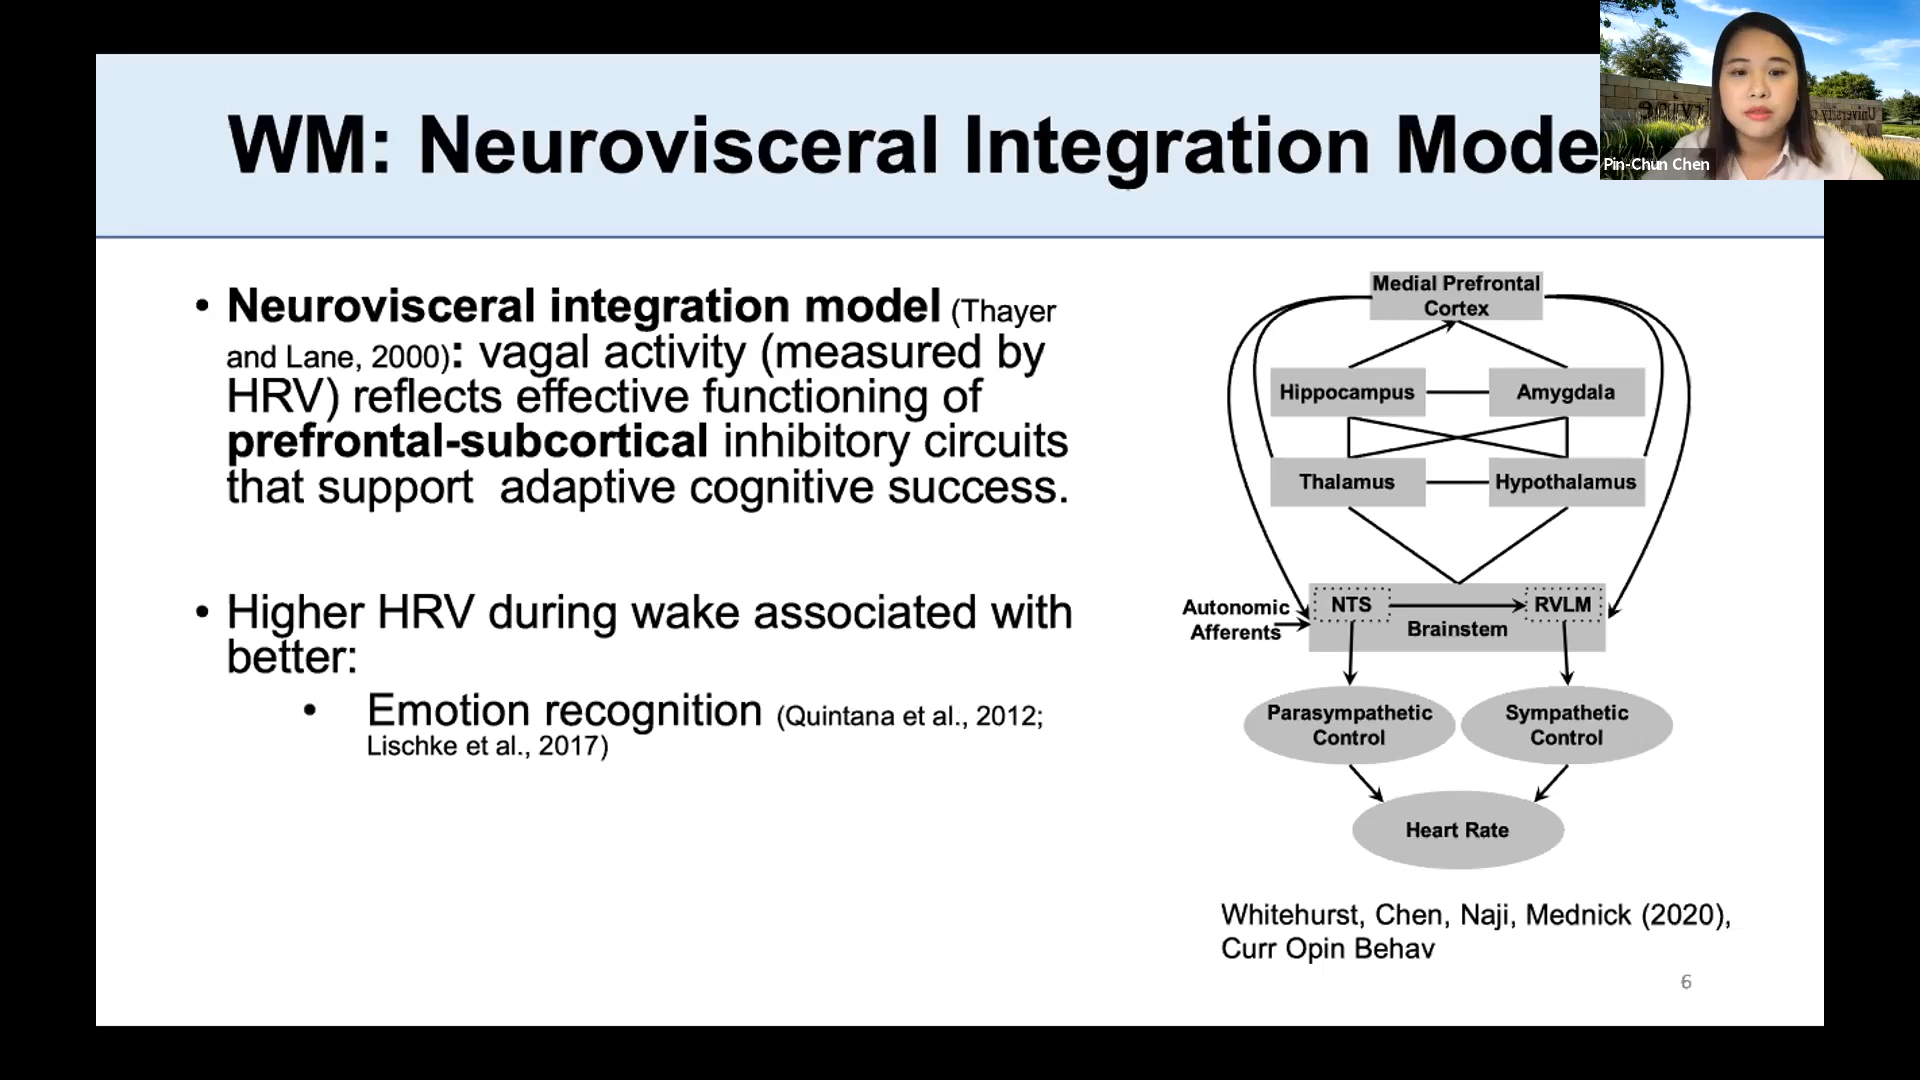 WM: Neurovisceral Integration Mode
Pin-Chun Chen
• Neurovisceral integration model (Thayer
and Lane, 2000): vagal activity (measured by
HRV) reflects effective functioning of
prefrontal-subcortical inhibitory circuits
that support adaptive cognitive success.
• Higher HRV during wake associated with
better:
• Emotion recognition (Quintana et al., 2012;
Lischke et al., 2017)
Medial Prefrontal
Cortex
Hippocampus
Amygdala
Thalamus
Hypothalamus
Autonomic
Afferents
NTS
RVLM
Brainstem
Parasympathetic
Control
Sympathetic
Control
Heart Rate
Whitehurst, Chen, Naji, Mednick (2020),
Curr Opin Behav
6